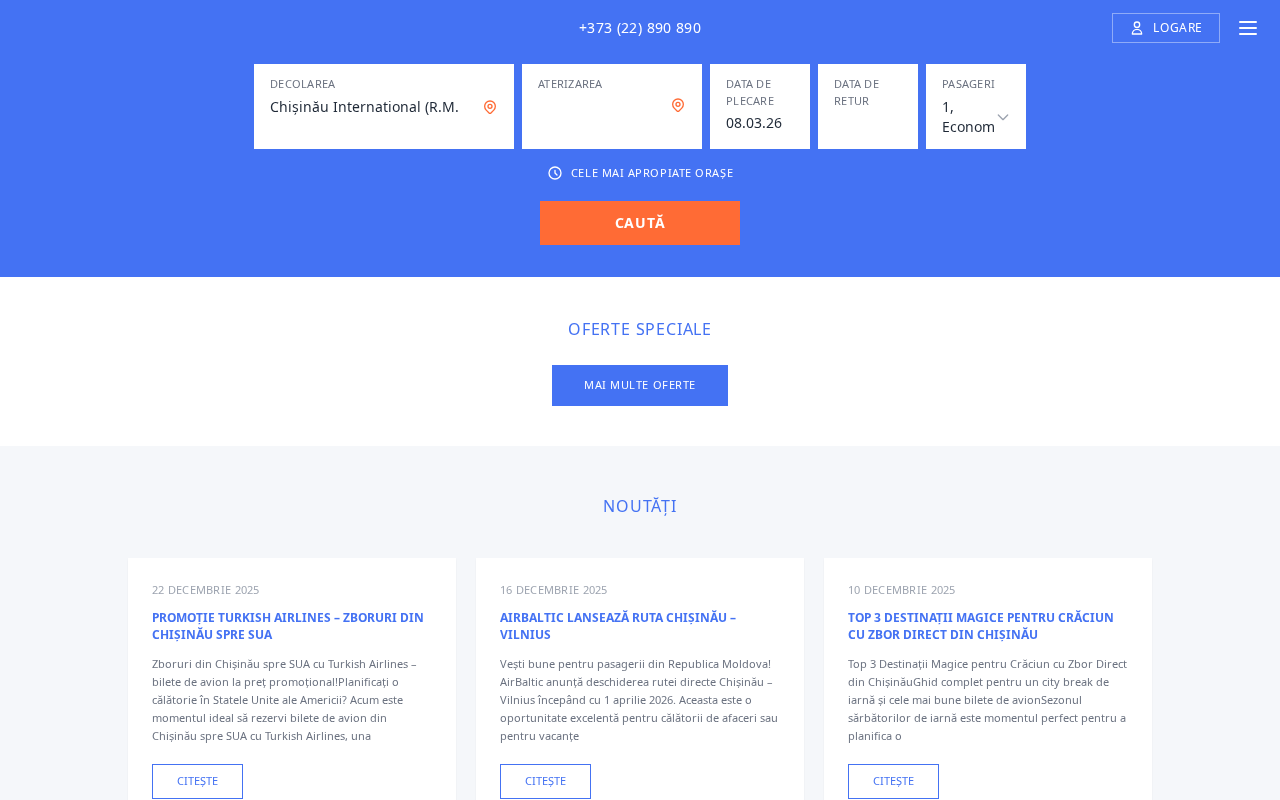 +373 (22) 890 890
LOGARE
DECOLAREA
Chișinău International (R.M.
ATERIZAREA
DATA DE
PLECARE
08.03.26
DATA DE
RETUR
PASAGERI
1,
Econom
CELE MAI APROPIATE ORAȘE
CAUTĂ
OFERTE SPECIALE
MAI MULTE OFERTE
NOUTĂȚI
22 DECEMBRIE 2025
PROMOȚIE TURKISH AIRLINES – ZBORURI DIN
CHIȘINĂU SPRE SUA
Zboruri din Chișinău spre SUA cu Turkish Airlines –
bilete de avion la preț promoțional!Planificați o
călătorie în Statele Unite ale Americii? Acum este
momentul ideal să rezervi bilete de avion din
Chișinău spre SUA cu Turkish Airlines, una
CITEȘTE
16 DECEMBRIE 2025
AIRBALTIC LANSEAZĂ RUTA CHIȘINĂU –
VILNIUS
Vești bune pentru pasagerii din Republica Moldova!
AirBaltic anunță deschiderea rutei directe Chișinău –
Vilnius începând cu 1 aprilie 2026. Aceasta este o
oportunitate excelentă pentru călătorii de afaceri sau
pentru vacanțe
CITEȘTE
10 DECEMBRIE 2025
TOP 3 DESTINAȚII MAGICE PENTRU CRĂCIUN
CU ZBOR DIRECT DIN CHIȘINĂU
Top 3 Destinații Magice pentru Crăciun cu Zbor Direct
din ChișinăuGhid complet pentru un city break de
iarnă și cele mai bune bilete de avionSezonul
sărbătorilor de iarnă este momentul perfect pentru a
planifica o
CITEȘTE